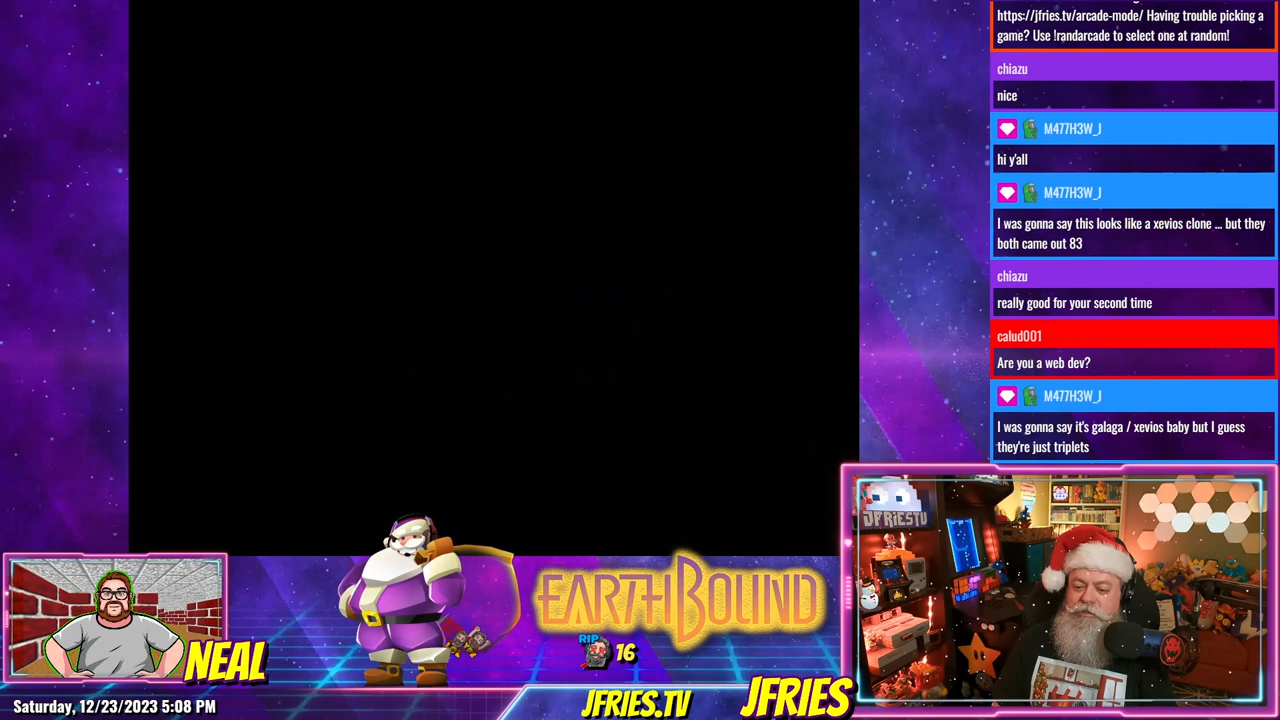 https://jfries.tv/arcade-mode/ Having trouble picking a
game? Use !randarcade to select one at random!
chiazu
nice
M477H3W_J
hi y'all
M477H3W_J
I was gonna say this looks like a xevios clone ... but they
both came out 83
chiazu
really good for your second time
calud001
Are you a web dev?
M477H3W_J
I was gonna say it's galaga / xevios baby but I guess
they're just triplets
JFRIESTV
EARTHBOUND
RIP
16
NEAL
JFRIES.TV
JFRIES
Saturday, 12/23/2023 5:08 PM